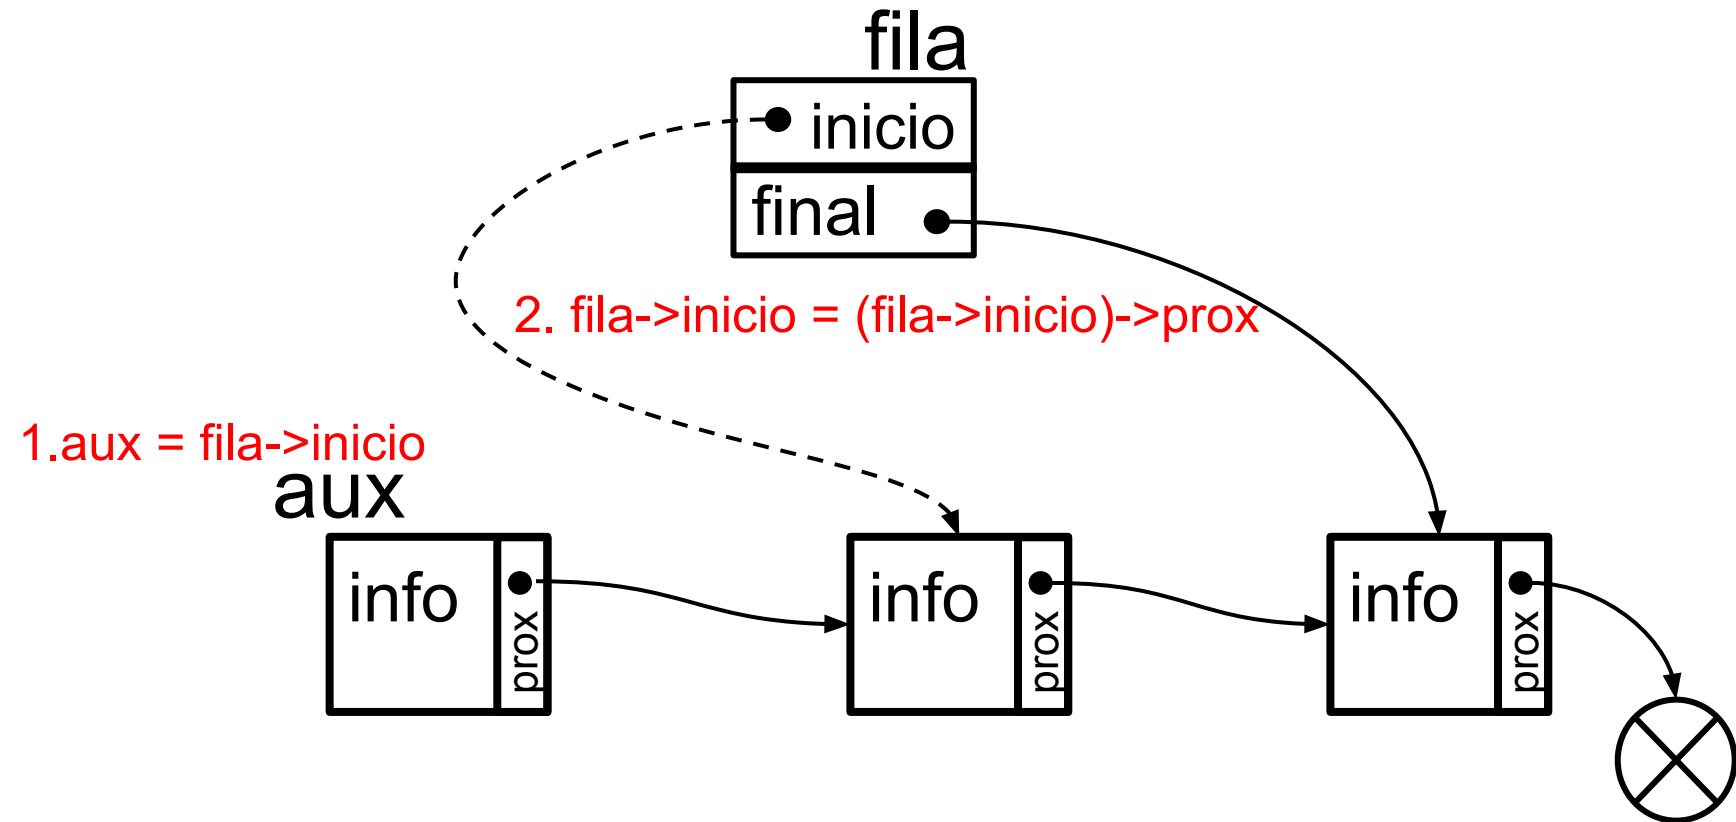 fila
inicio
final
2. fila->inicio = (fila->inicio)->prox
1.aux = fila->inicio
aux
info
prox
info
prox
info
prox